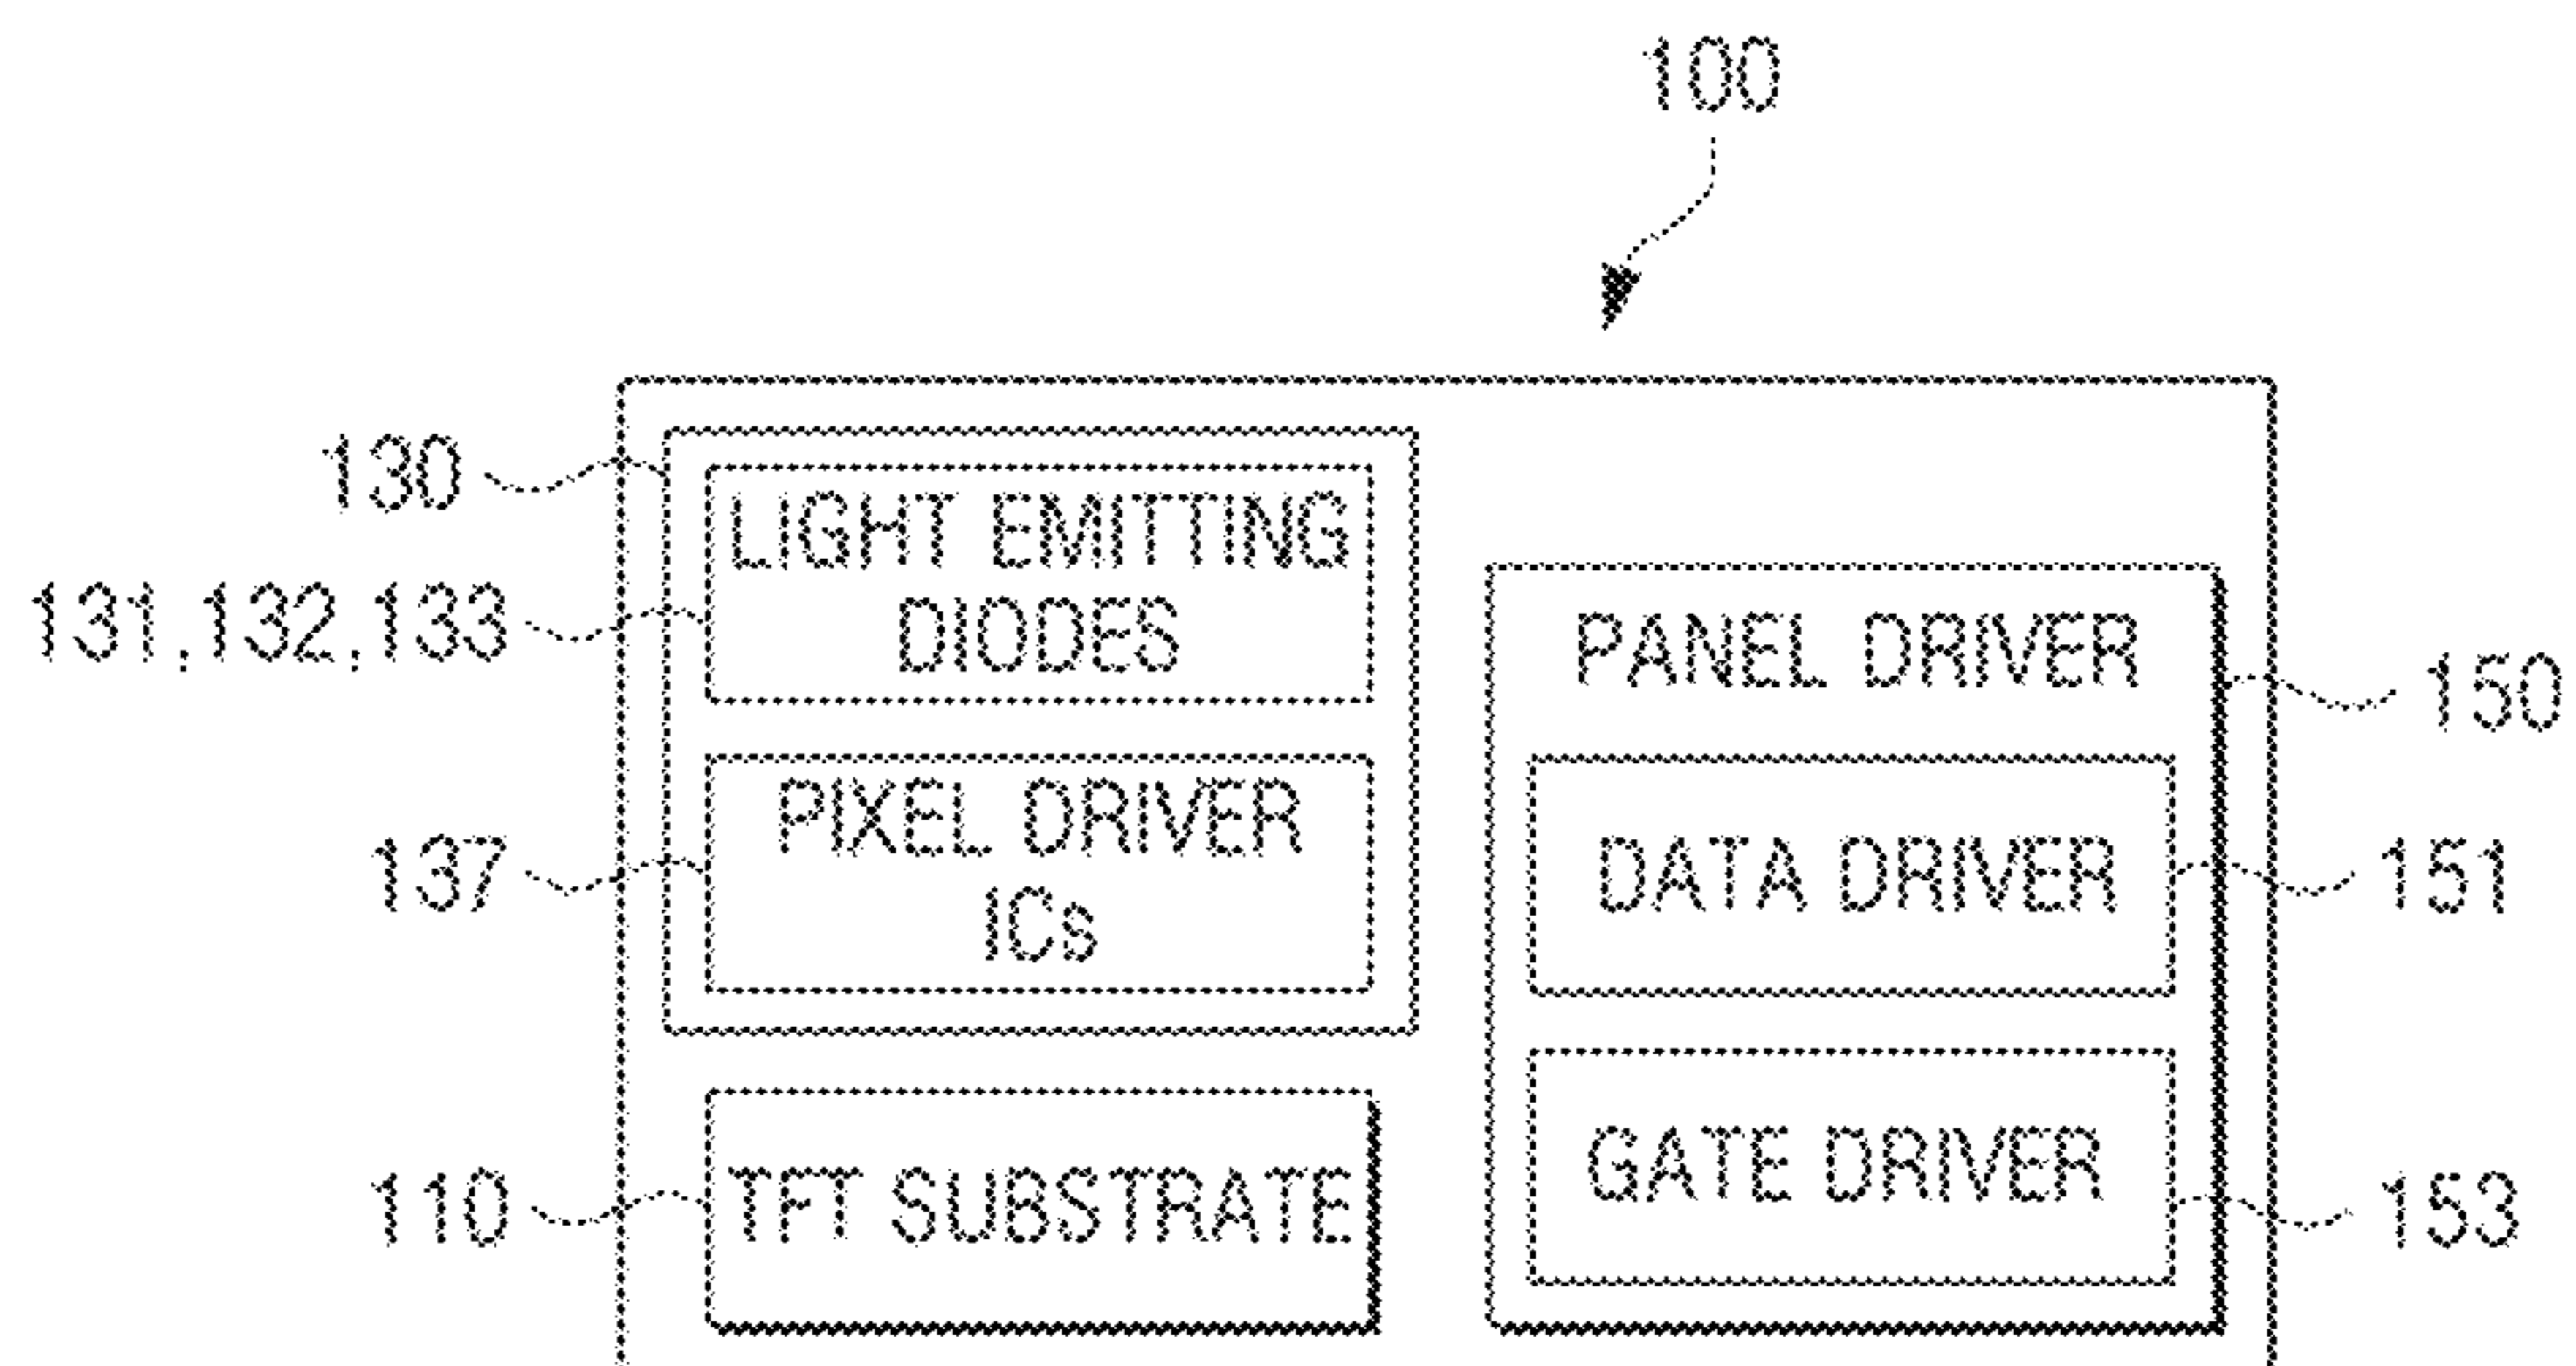 100
130
LIGHT EMITTING
DIODES
131,132,133
PANEL DRIVER
150
PIXEL DRIVER
ICs
137
DATA DRIVER
151
110
TFT SUBSTRATE
GATE DRIVER
153